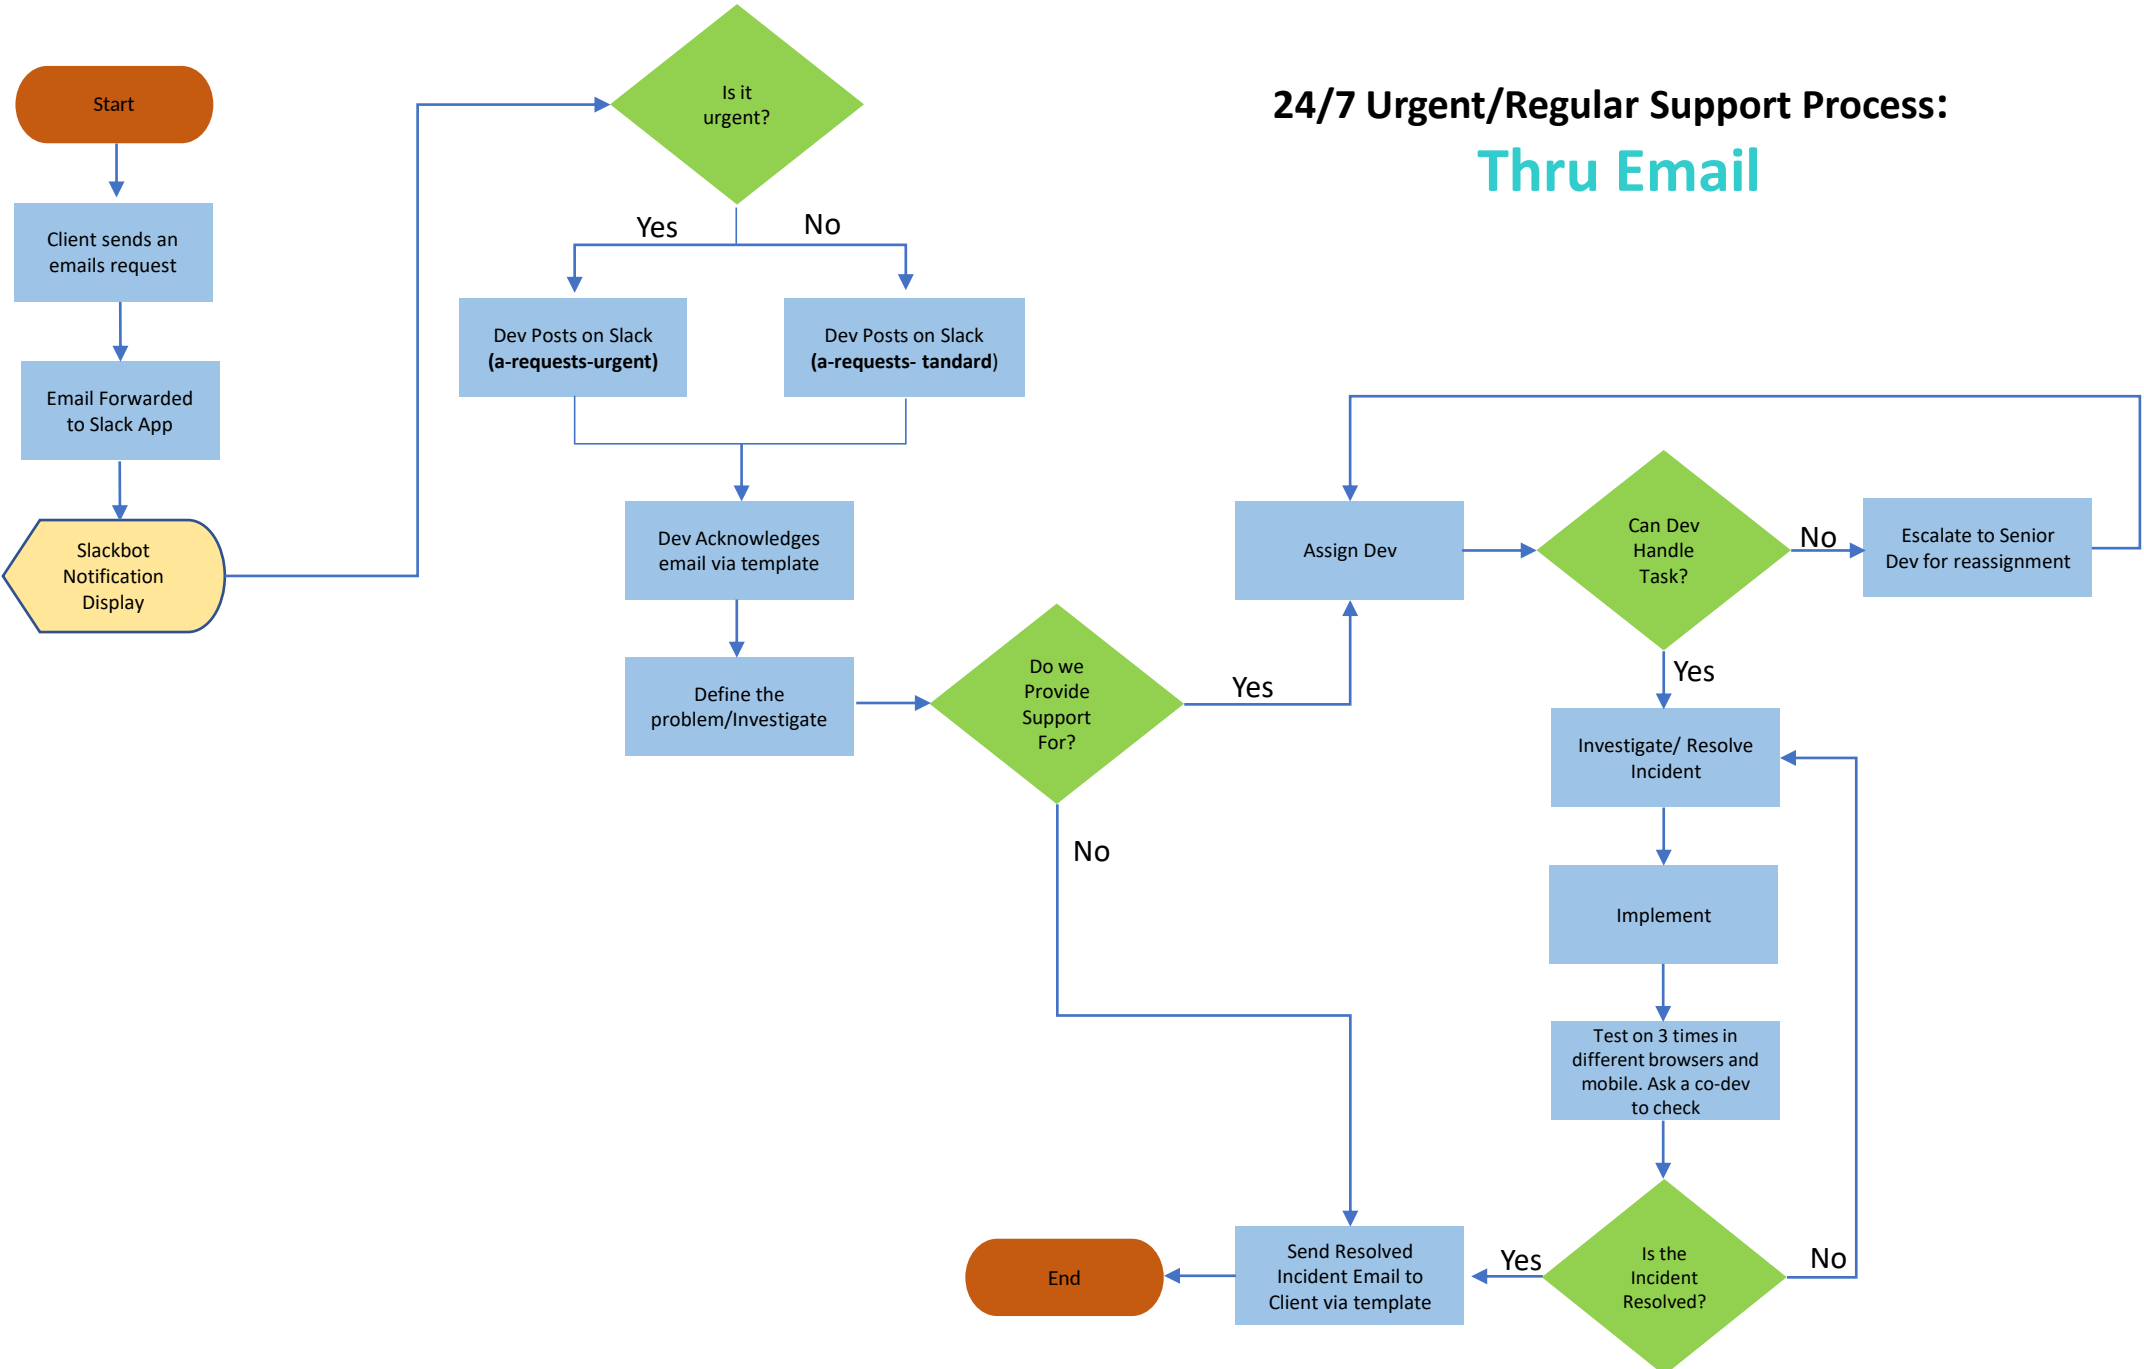 24/7 Urgent/Regular Support Process:
Thru Email
Start
Client sends an
emails request
Email Forwarded
to Slack App
Slackbot
Notification
Display
Is it
urgent?
Yes
No
Dev Posts on Slack
(a-requests-urgent)
Dev Posts on Slack
(a-requests- tandard)
Dev Acknowledges
email via template
Define the
problem/Investigate
Do we
Provide
Support
For?
Yes
No
Assign Dev
Can Dev
Handle
Task?
No
Escalate to Senior
Dev for reassignment
Yes
Investigate/ Resolve
Incident
Implement
Test on 3 times in
different browsers and
mobile. Ask a co-dev
to check
Is the
Incident
Resolved?
No
Yes
Send Resolved
Incident Email to
Client via template
End